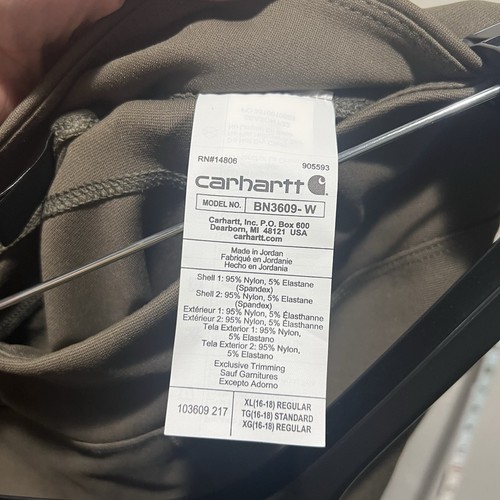 RN#14806 905593
carhartt
MODEL NO. BN3609-W
Carhartt, Inc. P.O. Box 600
Dearborn, MI 48121 USA
carhartt.com
Made in Jordan
Fabriqué en Jordanie
Hecho en Jordania
Shell 1: 95% Nylon, 5% Elastane
(Spandex)
Shell 2: 95% Nylon, 5% Elastane
(Spandex)
Extérieur 1: 95% Nylon, 5% Élasthanne
Extérieur 2: 95% Nylon, 5% Élasthanne
Tela Exterior 1: 95% Nylon,
5% Elastano
Tela Exterior 2: 95% Nylon,
5% Elastano
Exclusive Trimming
Sauf Garnitures
Excepto Adorno
103609 217
XL(16-18) REGULAR
TG(16-18) STANDARD
XG(16-18) REGULAR